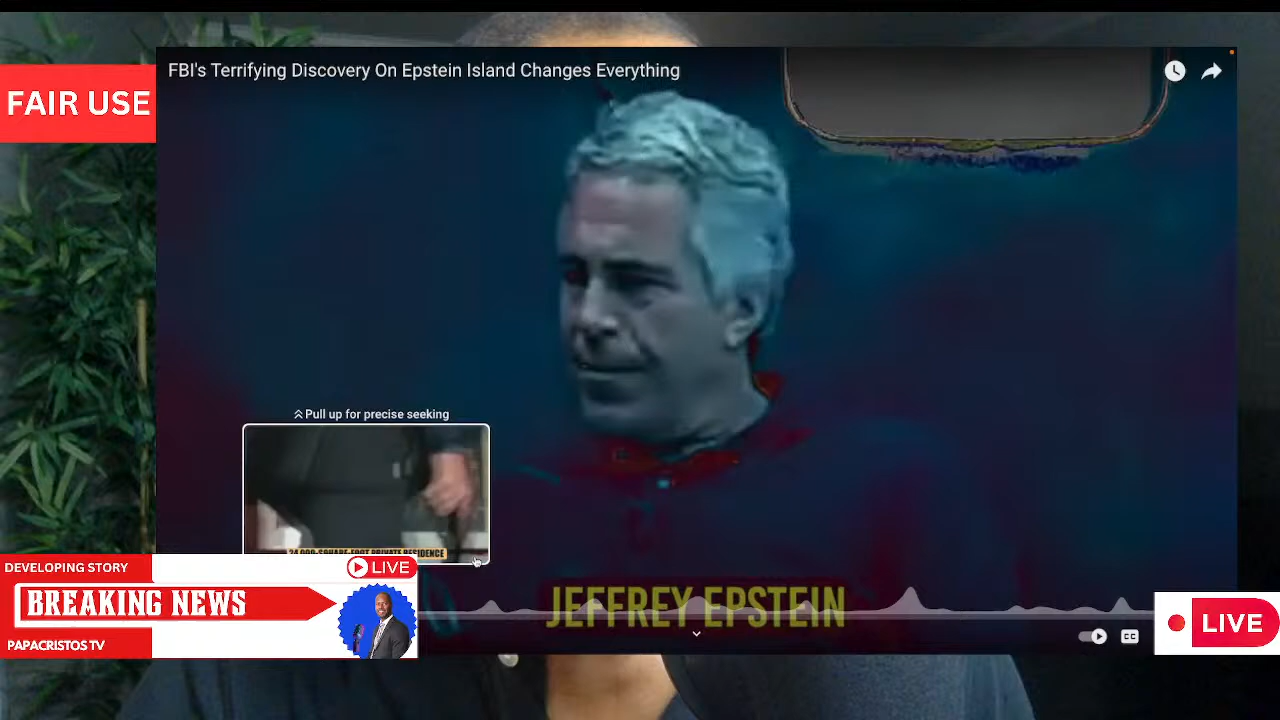 FBI's Terrifying Discovery On Epstein Island Changes Everything
FAIR USE
Pull up for precise seeking
24,000-SQUARE-FOOT PRIVATE RESIDENCE
DEVELOPING STORY
LIVE
BREAKING NEWS
PAPACRISTOS TV
JEFFREY EPSTEIN
CC
LIVE